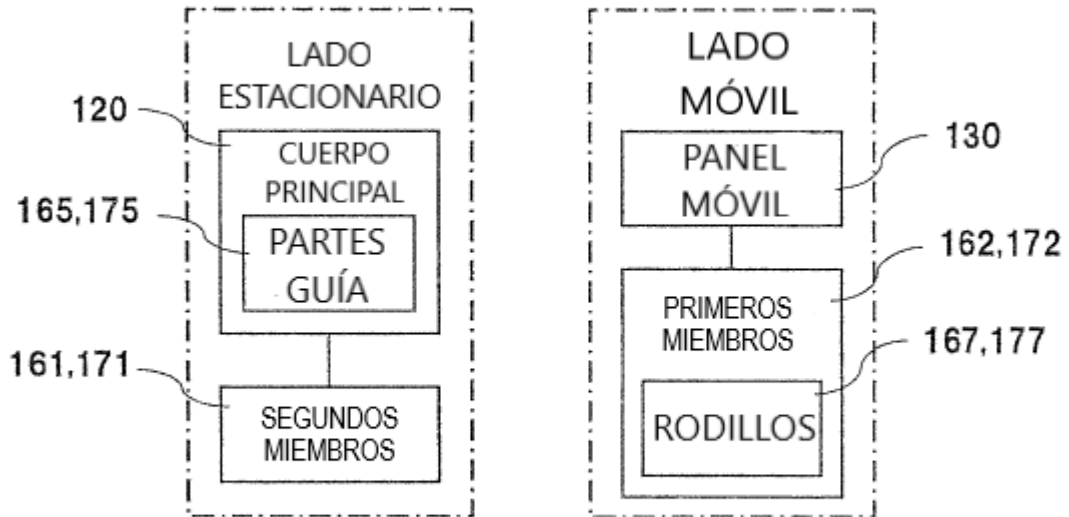 LADO
ESTACIONARIO
120
CUERPO
PRINCIPAL
165,175
PARTES
GUÍA
161,171
SEGUNDOS
MIEMBROS
LADO
MÓVIL
130
PANEL
MÓVIL
162,172
PRIMEROS
MIEMBROS
167,177
RODILLOS